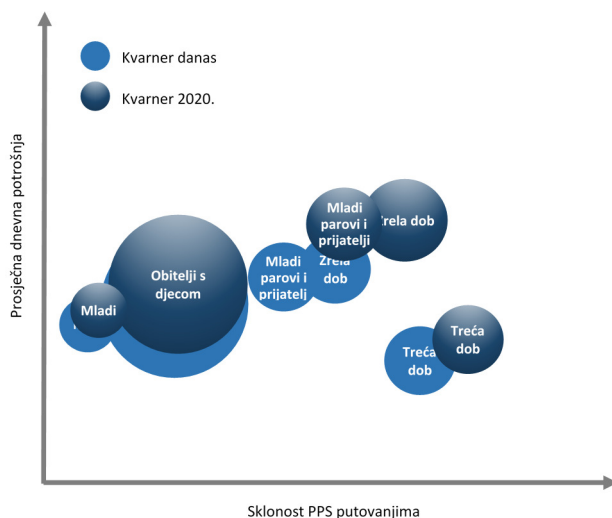 Kvarner danas
Kvarner 2020.
Prosječna dnevna potrošnja
Mladi
parovi i
prijatelji
Zrela dob
Obitelji s
djecom
Mladi
parovi i
prijatelj
Zrela
dob
Mladi
Treća
dob
Treća
dob
Sklonost PPS putovanjima